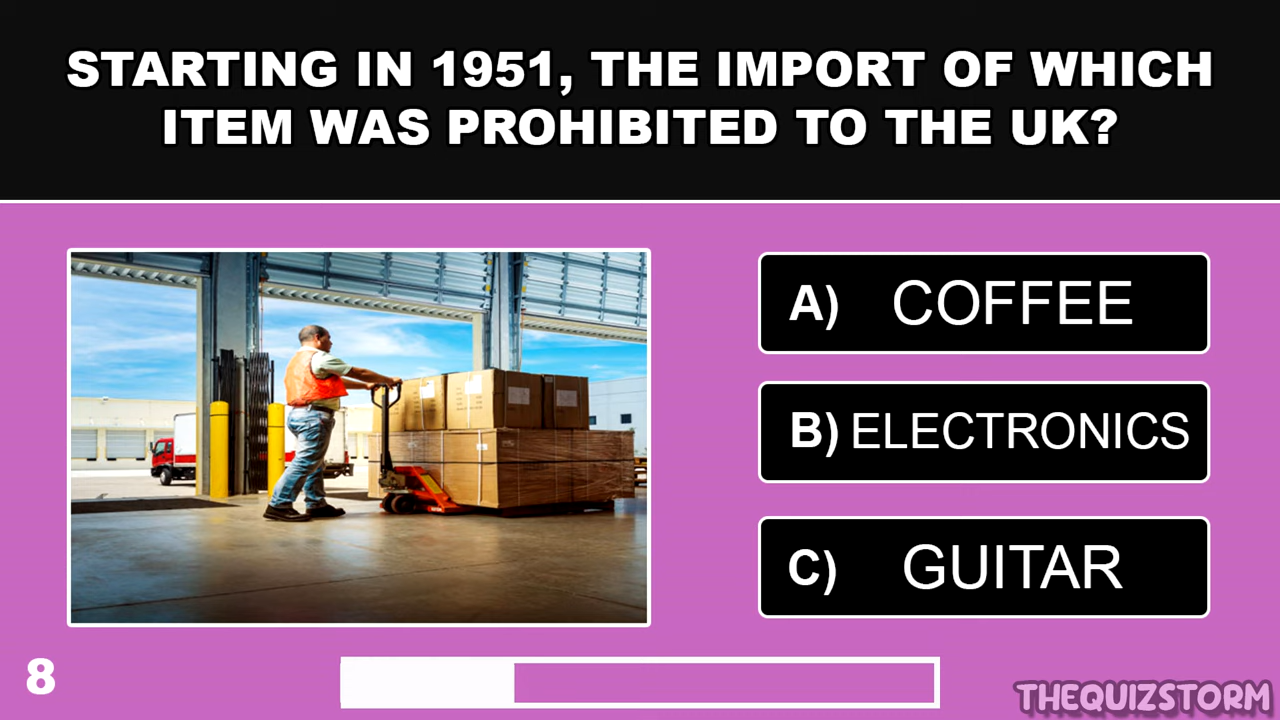 STARTING IN 1951, THE IMPORT OF WHICH
ITEM WAS PROHIBITED TO THE UK?
A) COFFEE
B) ELECTRONICS
C) GUITAR
8
THEQUIZSTORM